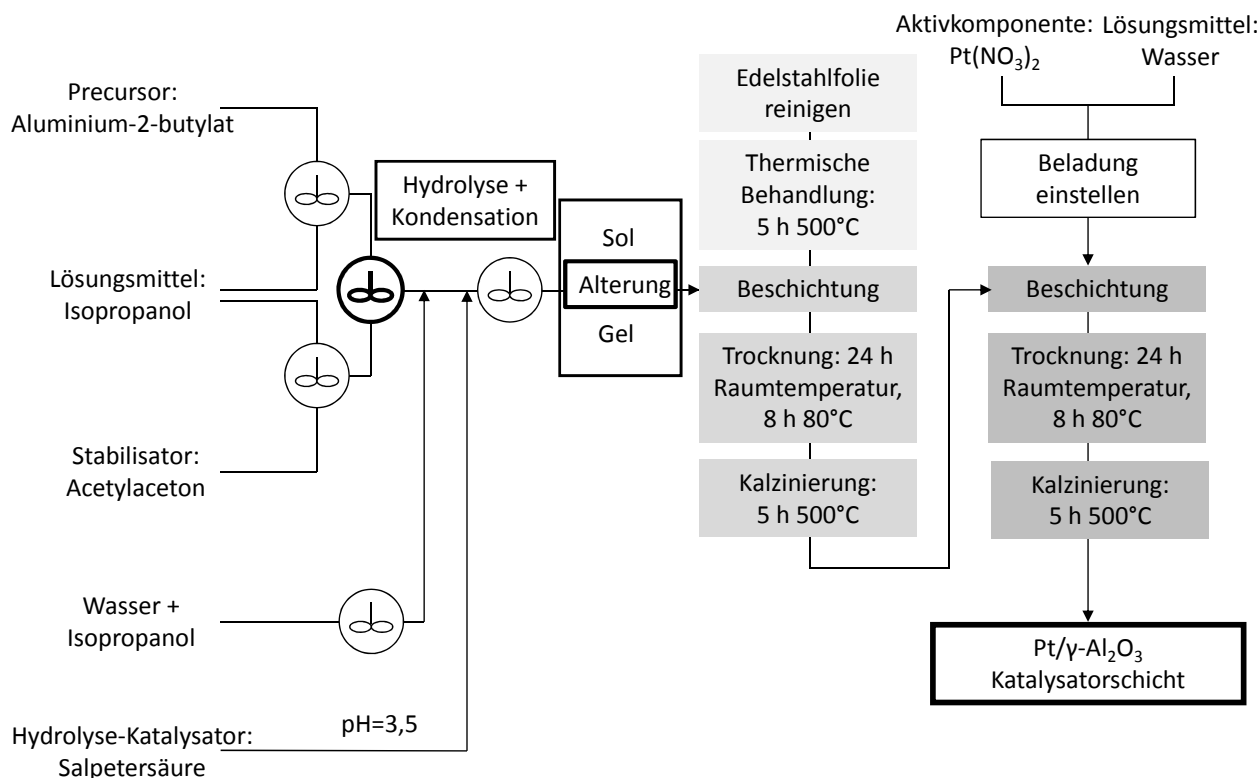 Precursor:
Aluminium-2-butylat
Lösungsmittel:
Isopropanol
Stabilisator:
Acetylaceton
Wasser +
Isopropanol
Hydrolyse-Katalysator:
Salpetersäure
pH=3,5
Hydrolyse +
Kondensation
Sol
Alterung
Gel
Edelstahlfolie
reinigen
Thermische
Behandlung:
5 h 500°C
Beschichtung
Trocknung: 24 h
Raumtemperatur,
8 h 80°C
Kalzinierung:
5 h 500°C
Aktivkomponente:
Pt(NO₃)₂
Lösungsmittel:
Wasser
Beladung
einstellen
Beschichtung
Trocknung: 24 h
Raumtemperatur,
8 h 80°C
Kalzinierung:
5 h 500°C
Pt/γ-Al₂O₃
Katalysatorschicht